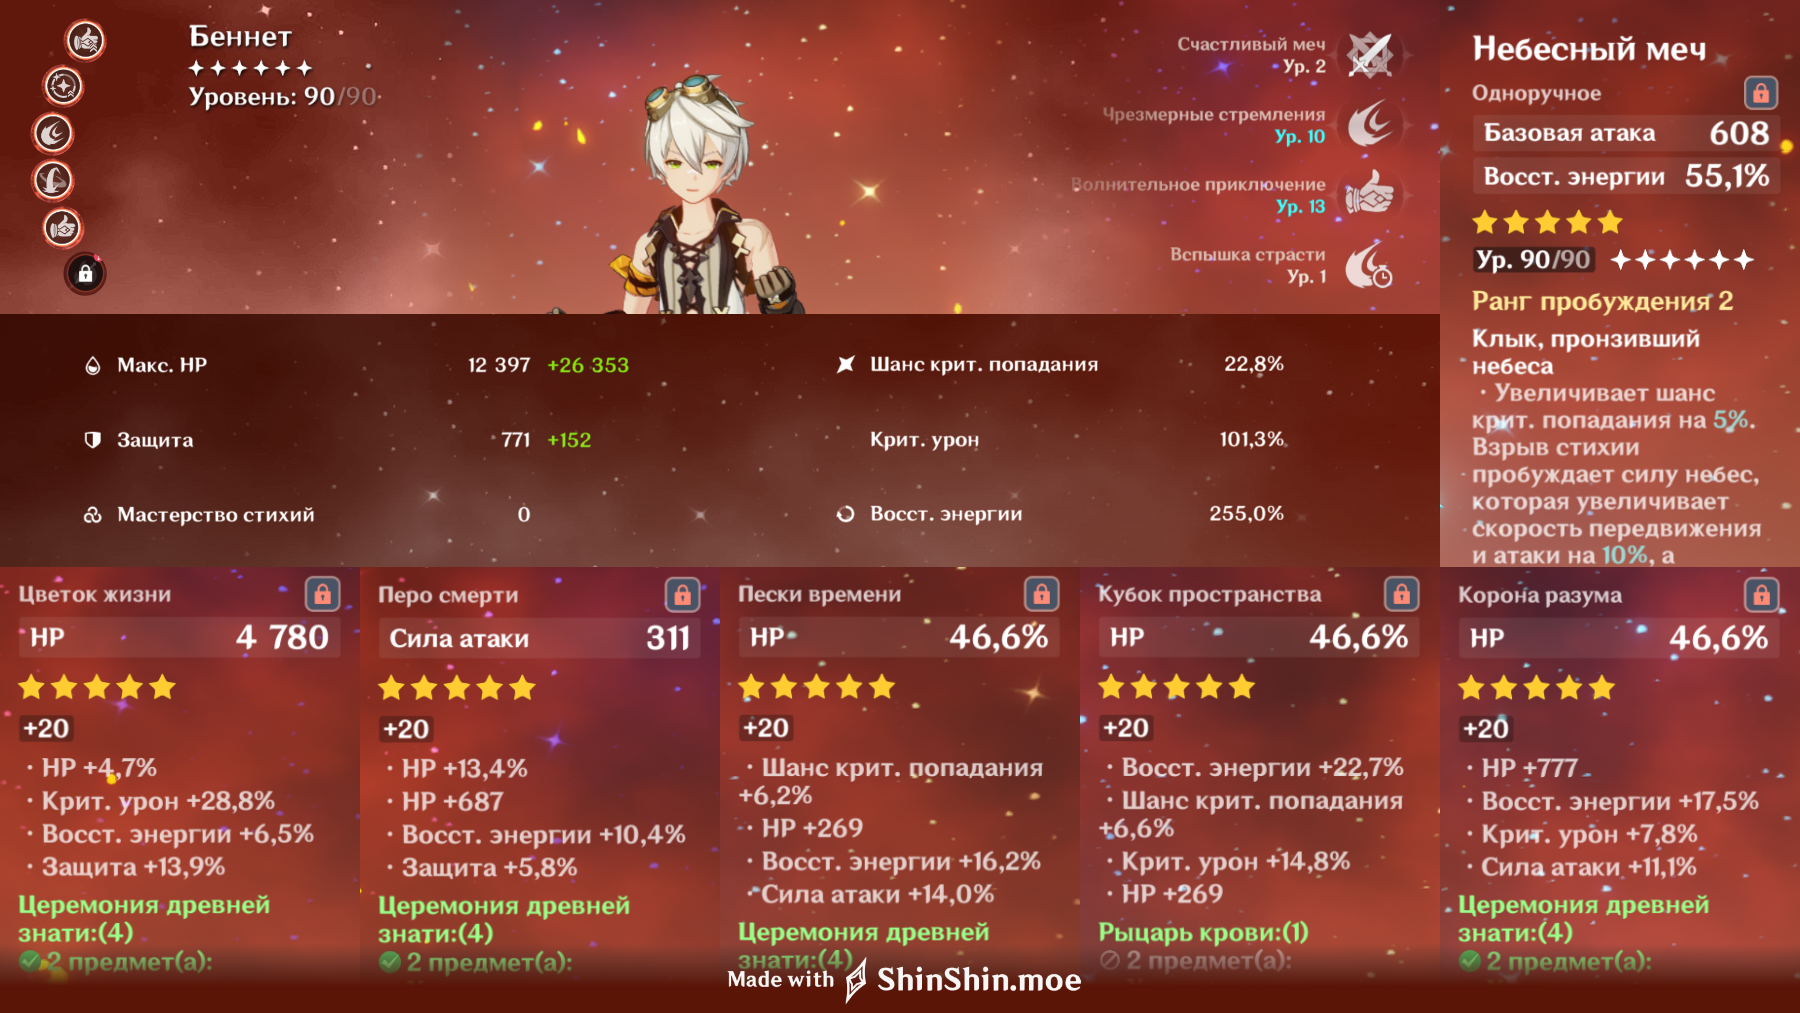 Беннет
Уровень: 90/90
Счастливый меч
Ур. 2
Чрезмерные стремления
Ур. 10
Волнительное приключение
Ур. 13
Вспышка страсти
Ур. 1
Небесный меч
Одноручное
Базовая атака 608
Восст. энергии 55,1%
Ур. 90/90
Ранг пробуждения 2
Клык, пронзивший
небеса
· Увеличивает шанс
крит. попадания на 5%.
Взрыв стихии
пробуждает силу небес,
которая увеличивает
скорость передвижения
и атаки на 10%, а
Макс. HP 12 397 +26 353
Защита 771 +152
Мастерство стихий 0
Шанс крит. попадания 22,8%
Крит. урон 101,3%
Восст. энергии 255,0%
Цветок жизни
HP 4 780
+20
· HP +4,7%
· Крит. урон +28,8%
· Восст. энергии +6,5%
· Защита +13,9%
Церемония древней
знати:(4)
2 предмет(а):
Перо смерти
Сила атаки 311
+20
· HP +13,4%
· HP +687
· Восст. энергии +10,4%
· Защита +5,8%
Церемония древней
знати:(4)
2 предмет(а):
Пески времени
HP 46,6%
+20
· Шанс крит. попадания
+6,2%
· HP +269
· Восст. энергии +16,2%
· Сила атаки +14,0%
Церемония древней
знати:(4)
Кубок пространства
HP 46,6%
+20
· Восст. энергии +22,7%
· Шанс крит. попадания
+6,6%
· Крит. урон +14,8%
· HP +269
Рыцарь крови:(1)
2 предмет(а):
Корона разума
HP 46,6%
+20
· HP +777
· Восст. энергии +17,5%
· Крит. урон +7,8%
· Сила атаки +11,1%
Церемония древней
знати:(4)
2 предмет(а):
Made with ShinShin.moe